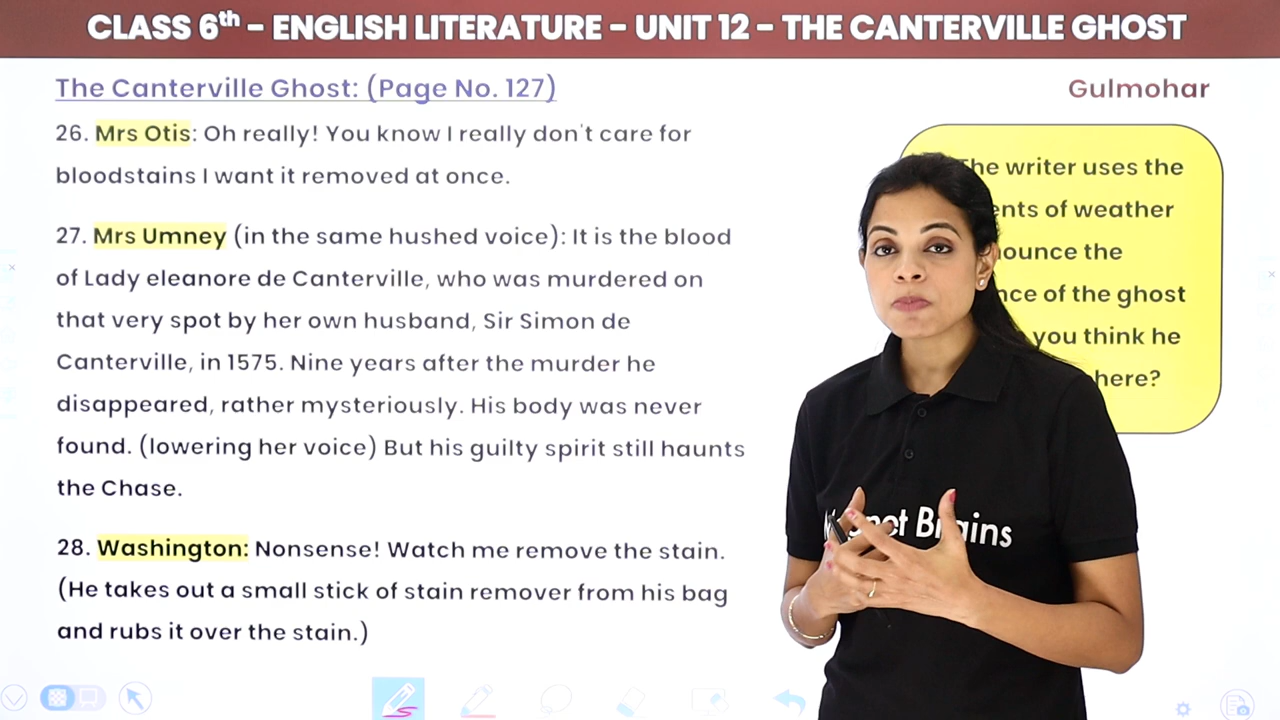 CLASS 6th - ENGLISH LITERATURE - UNIT 12 - THE CANTERVILLE GHOST
The Canterville Ghost: (Page No. 127)
Gulmohar
26. Mrs Otis: Oh really! You know I really don't care for
bloodstains I want it removed at once.
27. Mrs Umney (in the same hushed voice): It is the blood
of Lady eleanore de Canterville, who was murdered on
that very spot by her own husband, Sir Simon de
Canterville, in 1575. Nine years after the murder he
disappeared, rather mysteriously. His body was never
found. (lowering her voice) But his guilty spirit still haunts
the Chase.
28. Washington: Nonsense! Watch me remove the stain.
(He takes out a small stick of stain remover from his bag
and rubs it over the stain.)
The writer uses the
of weather
the
of the ghost
you think he
here?
Brains